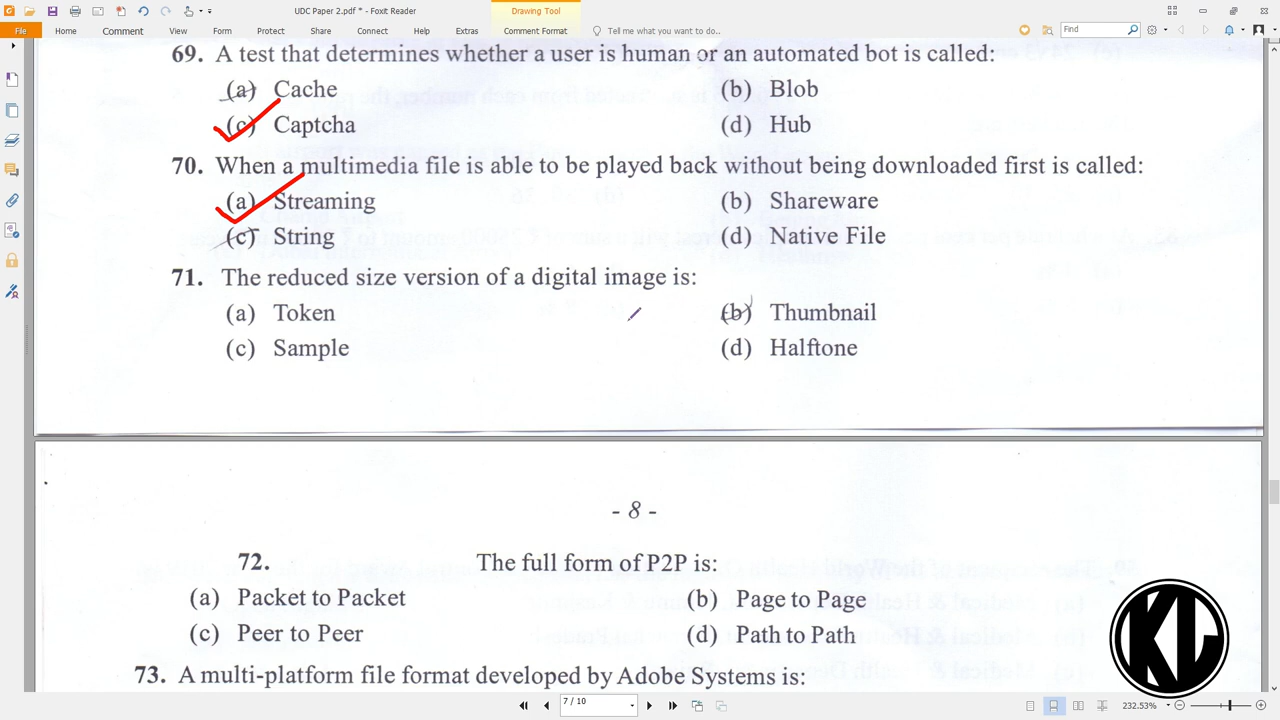 UDC Paper 2.pdf * - Foxit Reader
Drawing Tool
File Home Comment View Form Protect Share Connect Help Extras Comment Format Tell me what you want to do.. Find
69. A test that determines whether a user is human or an automated bot is called:
(a) Cache (b) Blob
(c) Captcha (d) Hub
70. When a multimedia file is able to be played back without being downloaded first is called:
(a) Streaming (b) Shareware
(c) String (d) Native File
71. The reduced size version of a digital image is:
(a) Token (b) Thumbnail
(c) Sample (d) Halftone
- 8 -
72. The full form of P2P is:
(a) Packet to Packet (b) Page to Page
(c) Peer to Peer (d) Path to Path
73. A multi-platform file format developed by Adobe Systems is:
KL
7 / 10
232.53%